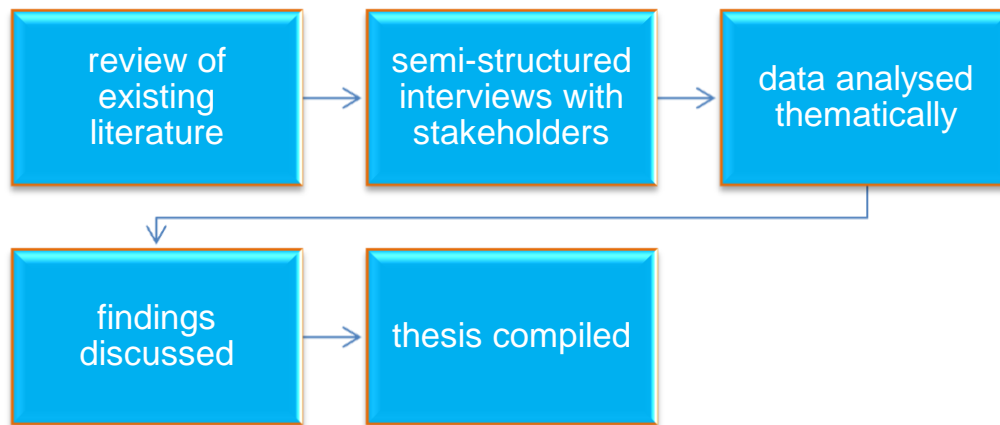 review of
existing
literature
semi-structured
interviews with
stakeholders
data analysed
thematically
findings
discussed
thesis compiled